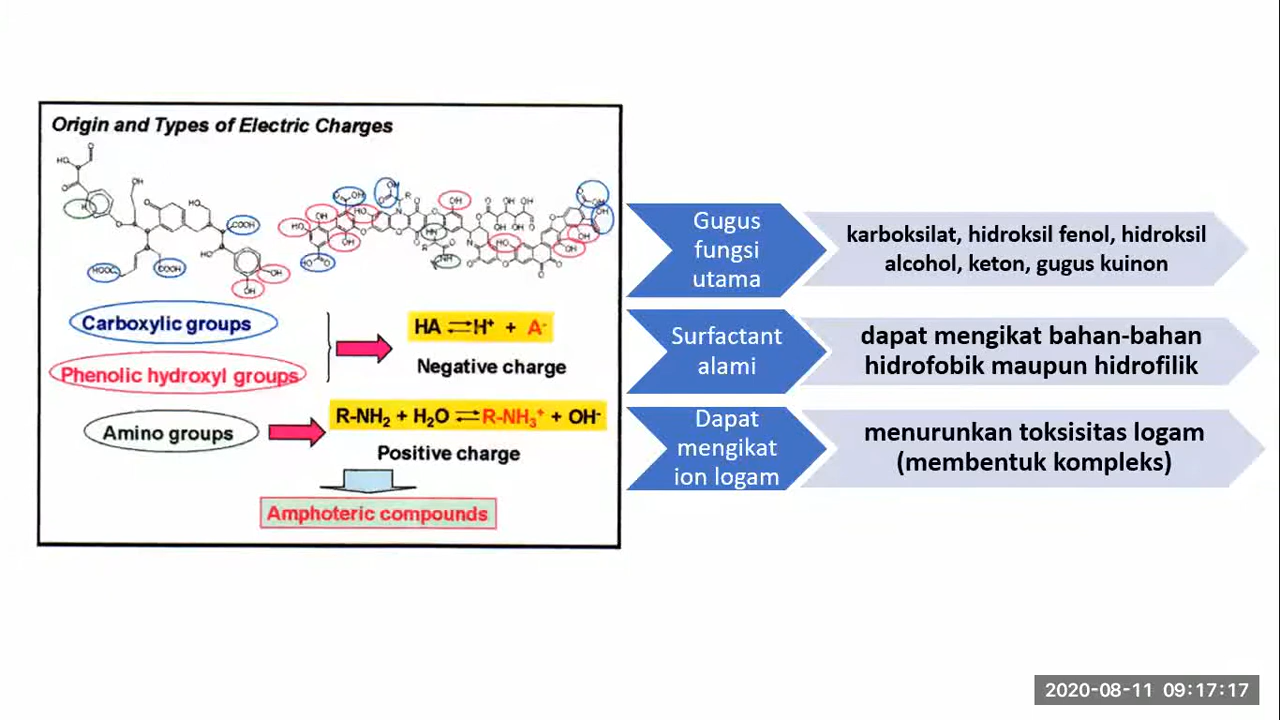 Origin and Types of Electric Charges
Carboxylic groups
Phenolic hydroxyl groups
Amino groups
HA ⇌ H⁺ + A⁻
Negative charge
R-NH₂ + H₂O ⇌ R-NH₃⁺ + OH⁻
Positive charge
Amphoteric compounds
Gugus
fungsi
utama
karboksilat, hidroksil fenol, hidroksil
alcohol, keton, gugus kuinon
Surfactant
alami
dapat mengikat bahan-bahan
hidrofobik maupun hidrofilik
Dapat
mengikat
ion logam
menurunkan toksisitas logam
(membentuk kompleks)
2020-08-11 09:17:17